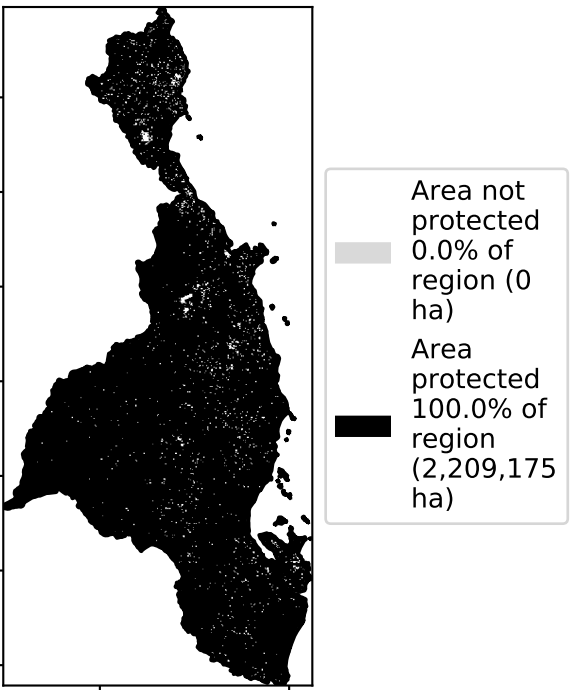 Area not
protected
0.0% of
region (0
ha)
Area
protected
100.0% of
region
(2,209,175
ha)